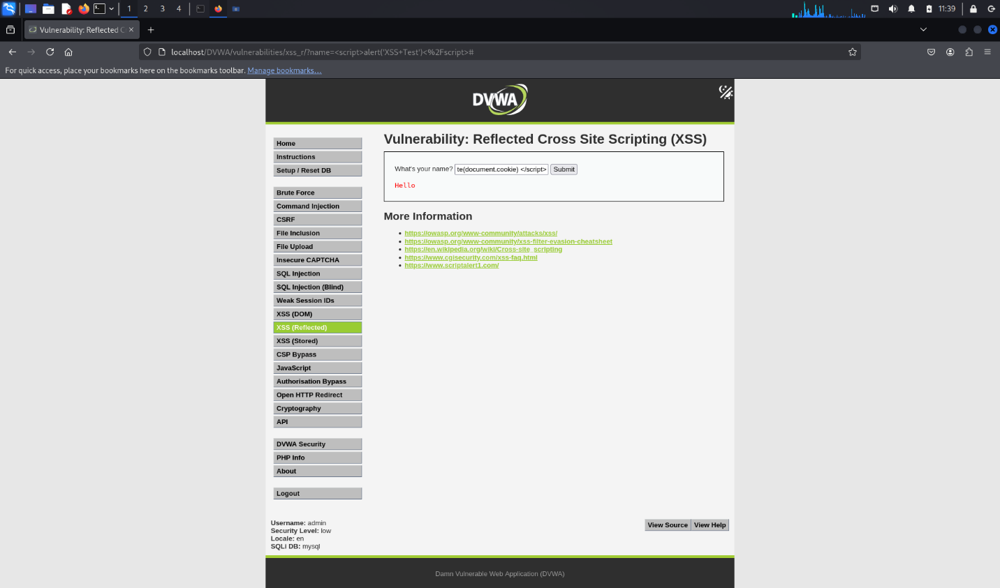 1 2 3 4 11:39
Vulnerability: Reflected C
localhost/DVWA/vulnerabilities/xss_r/?name=<script>alert('XSS+Test')<%2Fscript>#
For quick access, place your bookmarks here on the bookmarks toolbar. Manage bookmarks...
DVWA
Vulnerability: Reflected Cross Site Scripting (XSS)
What's your name? te(document.cookie) </script> Submit
Hello
More Information
https://owasp.org/www-community/attacks/xss/
https://owasp.org/www-community/xss-filter-evasion-cheatsheet
https://en.wikipedia.org/wiki/Cross-site_scripting
https://www.cgisecurity.com/xss-faq.html
https://www.scriptalert1.com/
Home
Instructions
Setup / Reset DB
Brute Force
Command Injection
CSRF
File Inclusion
File Upload
Insecure CAPTCHA
SQL Injection
SQL Injection (Blind)
Weak Session IDs
XSS (DOM)
XSS (Reflected)
XSS (Stored)
CSP Bypass
JavaScript
Authorisation Bypass
Open HTTP Redirect
Cryptography
API
DVWA Security
PHP Info
About
Logout
Username: admin
Security Level: low
Locale: en
SQLi DB: mysql
View Source View Help
Damn Vulnerable Web Application (DVWA)